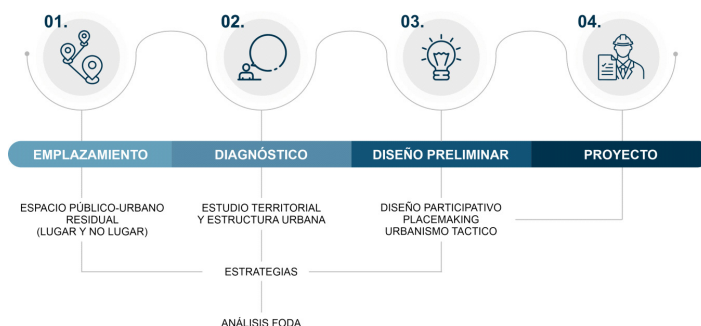 01.
02.
03.
04.
EMPLAZAMIENTO
DIAGNÓSTICO
DISEÑO PRELIMINAR
PROYECTO
ESPACIO PÚBLICO-URBANO
RESIDUAL
(LUGAR Y NO LUGAR)
ESTUDIO TERRITORIAL
Y ESTRUCTURA URBANA
DISEÑO PARTICIPATIVO
PLACEMAKING
URBANISMO TACTICO
ESTRATEGIAS
ANÁLISIS FODA